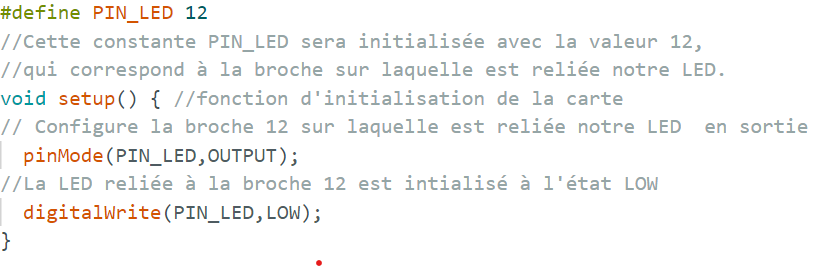 #define PIN_LED 12
//Cette constante PIN_LED sera initialisée avec la valeur 12,
//qui correspond à la broche sur laquelle est reliée notre LED.
void setup() { //fonction d'initialisation de la carte
// Configure la broche 12 sur laquelle est reliée notre LED  en sortie
  pinMode(PIN_LED,OUTPUT);
//La LED reliée à la broche 12 est intialisé à l'état LOW
  digitalWrite(PIN_LED,LOW);
}